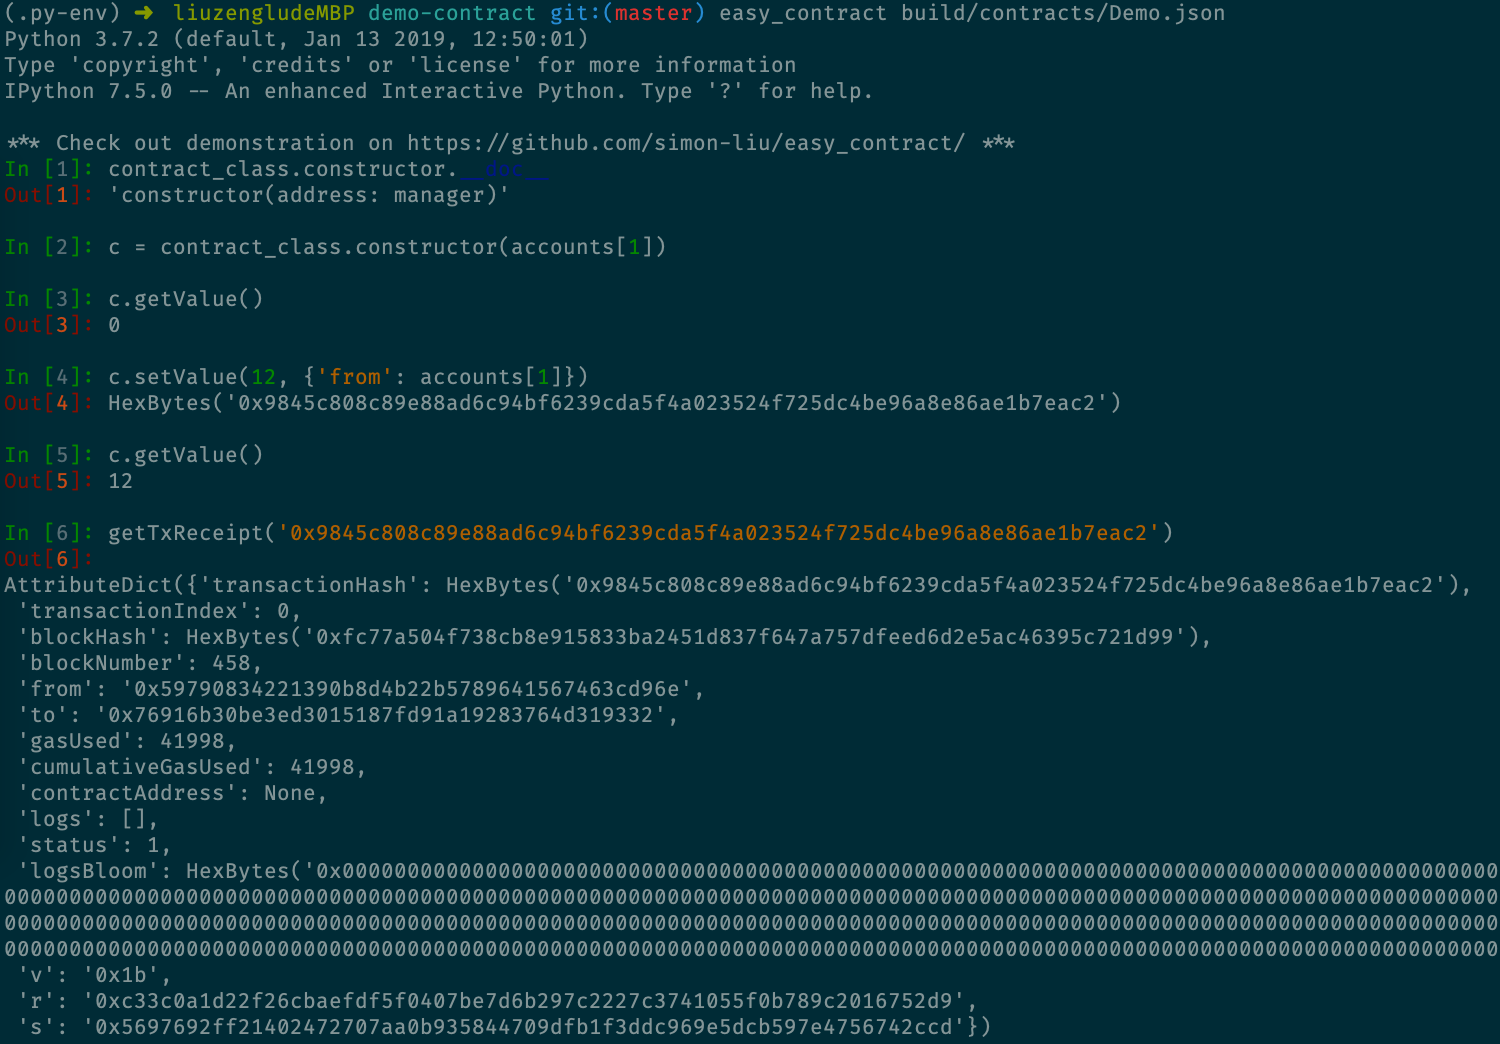 (.py-env) ➜ liuzengludeMBP demo-contract git:(master) easy_contract build/contracts/Demo.json
Python 3.7.2 (default, Jan 13 2019, 12:50:01)
Type 'copyright', 'credits' or 'license' for more information
IPython 7.5.0 -- An enhanced Interactive Python. Type '?' for help.
*** Check out demonstration on https://github.com/simon-liu/easy_contract/ ***
In [1]: contract_class.constructor.__doc__
Out[1]: 'constructor(address: manager)'
In [2]: c = contract_class.constructor(accounts[1])
In [3]: c.getValue()
Out[3]: 0
In [4]: c.setValue(12, {'from': accounts[1]})
Out[4]: HexBytes('0x9845c808c89e88ad6c94bf6239cda5f4a023524f725dc4be96a8e86ae1b7eac2')
In [5]: c.getValue()
Out[5]: 12
In [6]: getTxReceipt('0x9845c808c89e88ad6c94bf6239cda5f4a023524f725dc4be96a8e86ae1b7eac2')
Out[6]:
AttributeDict({'transactionHash': HexBytes('0x9845c808c89e88ad6c94bf6239cda5f4a023524f725dc4be96a8e86ae1b7eac2'),
'transactionIndex': 0,
'blockHash': HexBytes('0xfc77a504f738cb8e915833ba2451d837f647a757dfeed6d2e5ac46395c721d99'),
'blockNumber': 458,
'from': '0x59790834221390b8d4b22b5789641567463cd96e',
'to': '0x76916b30be3ed3015187fd91a19283764d319332',
'gasUsed': 41998,
'cumulativeGasUsed': 41998,
'contractAddress': None,
'logs': [],
'status': 1,
'logsBloom': HexBytes('0x00000000000000000000000000000000000000000000000000000000000000000000000000000000000000000
0000000000000000000000000000000000000000000000000000000000000000000000000000000000000000000000000000000000000000000
0000000000000000000000000000000000000000000000000000000000000000000000000000000000000000000000000000000000000000000
0000000000000000000000000000000000000000000000000000000000000000000000000000000000000000000000000000000000000000000
'v': '0x1b',
'r': '0xc33c0a1d22f26cbaefdf5f0407be7d6b297c2227c3741055f0b789c2016752d9',
's': '0x5697692ff21402472707aa0b935844709dfb1f3ddc969e5dcb597e4756742ccd'})